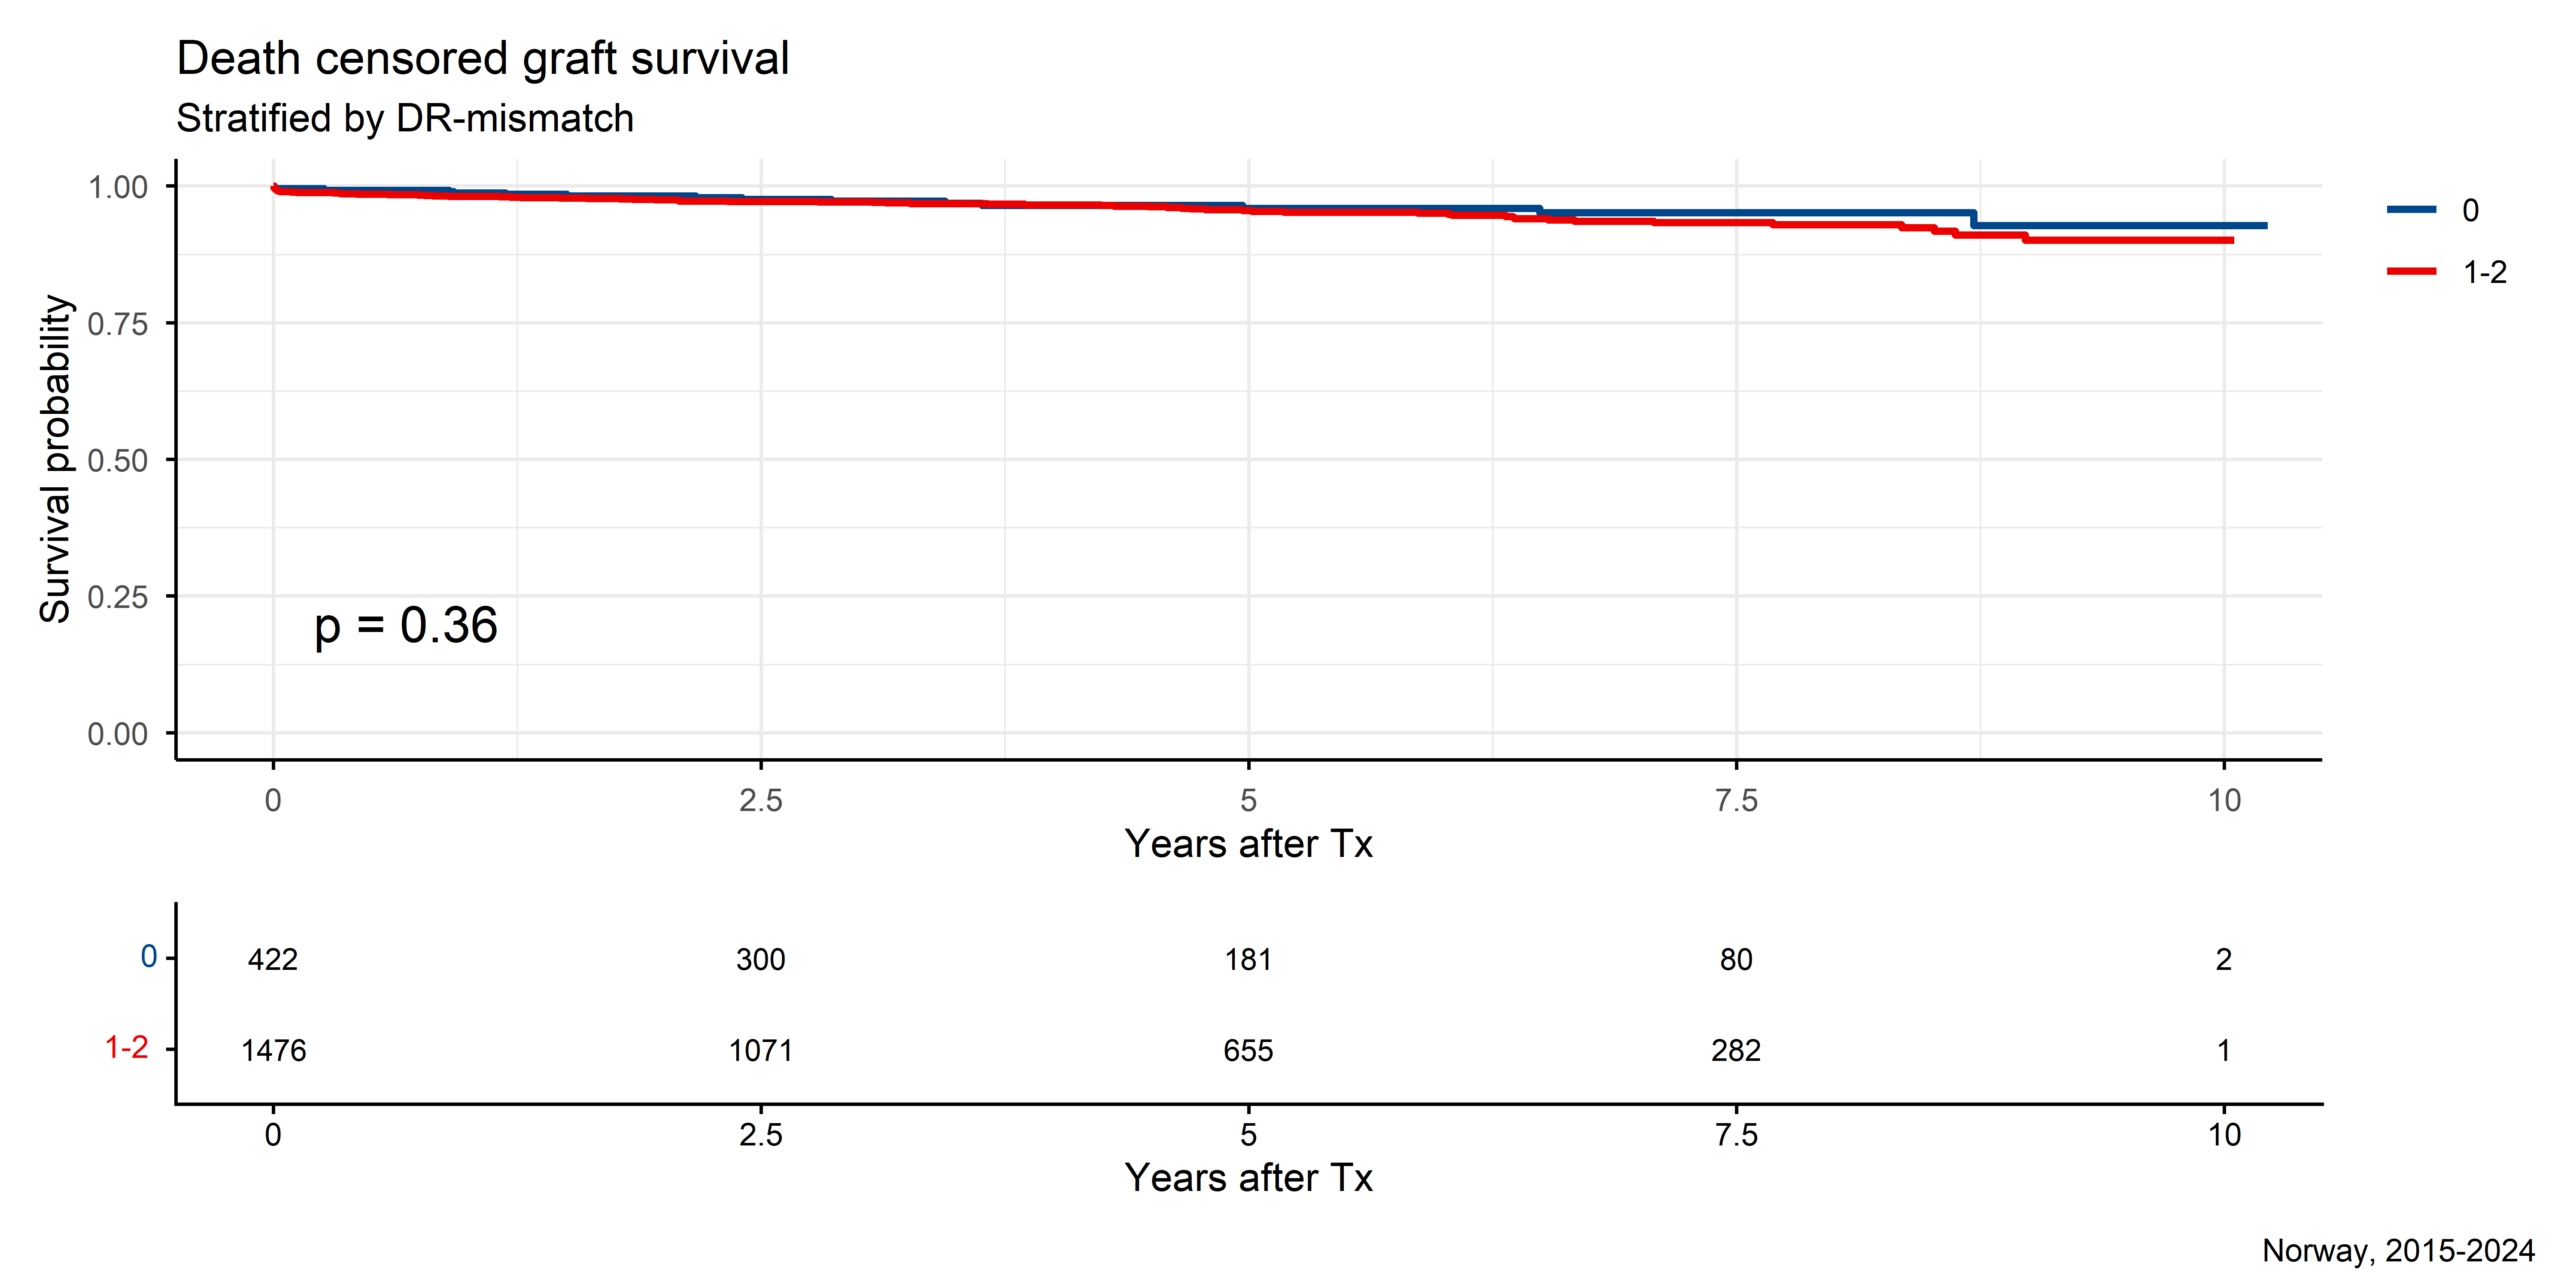 Death censored graft survival
Stratified by DR-mismatch
Survival probability
1.00
0.75
0.50
0.25
0.00
p = 0.36
0
1-2
0 2.5 5 7.5 10
Years after Tx
0 422 300 181 80 2
1-2 1476 1071 655 282 1
0 2.5 5 7.5 10
Years after Tx
Norway, 2015-2024